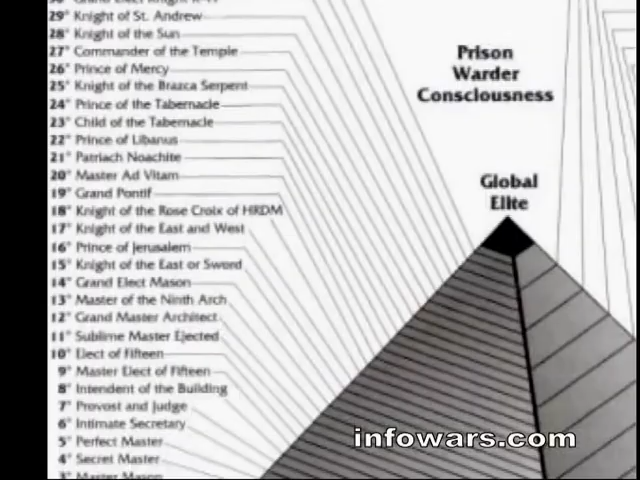 29° Knight of St. Andrew
28° Knight of the Sun
27° Commander of the Temple
26° Prince of Mercy
25° Knight of the Brazca Serpent
24° Prince of the Tabernacle
23° Child of the Tabernacle
22° Prince of Libanus
21° Patriach Noachite
20° Master Ad Vitam
19° Grand Pontif
18° Knight of the Rose Croix of HRDM
17° Knight of the East and West
16° Prince of Jerusalem
15° Knight of the East or Sword
14° Grand Elect Mason
13° Master of the Ninth Arch
12° Grand Master Architect
11° Sublime Master Ejected
10° Elect of Fifteen
9° Master Elect of Fifteen
8° Intendent of the Building
7° Provost and Judge
6° Intimate Secretary
5° Perfect Master
4° Secret Master
3° Master Mason
Prison
Warder
Consciousness
Global
Elite
infowars.com